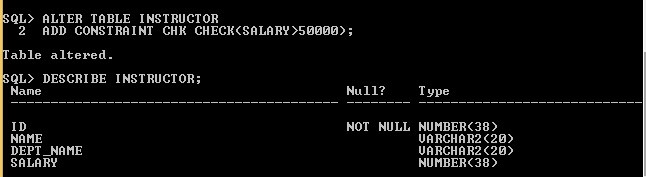 SQL> ALTER TABLE INSTRUCTOR
2 ADD CONSTRAINT CHK CHECK(SALARY>50000);
Table altered.
SQL> DESCRIBE INSTRUCTOR;
Name Null? Type
----------------------------------------- -------- ----------------------------
ID NOT NULL NUMBER(38)
NAME VARCHAR2(20)
DEPT_NAME VARCHAR2(20)
SALARY NUMBER(38)